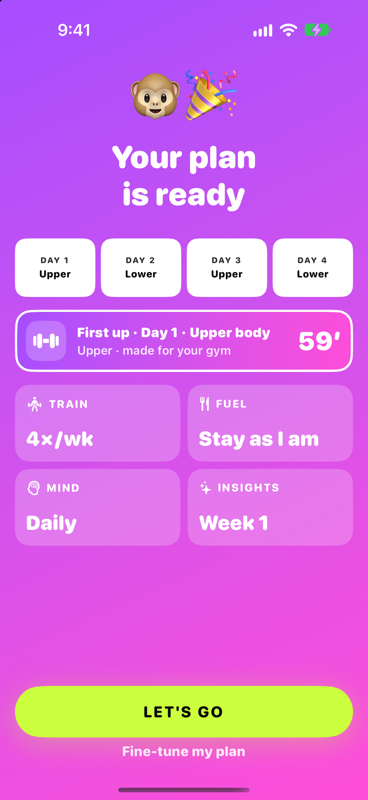 9:41
Your plan
is ready
DAY 1
Upper
DAY 2
Lower
DAY 3
Upper
DAY 4
Lower
First up · Day 1 · Upper body
Upper · made for your gym
59′
TRAIN
4×/wk
FUEL
Stay as I am
MIND
Daily
INSIGHTS
Week 1
LET'S GO
Fine-tune my plan